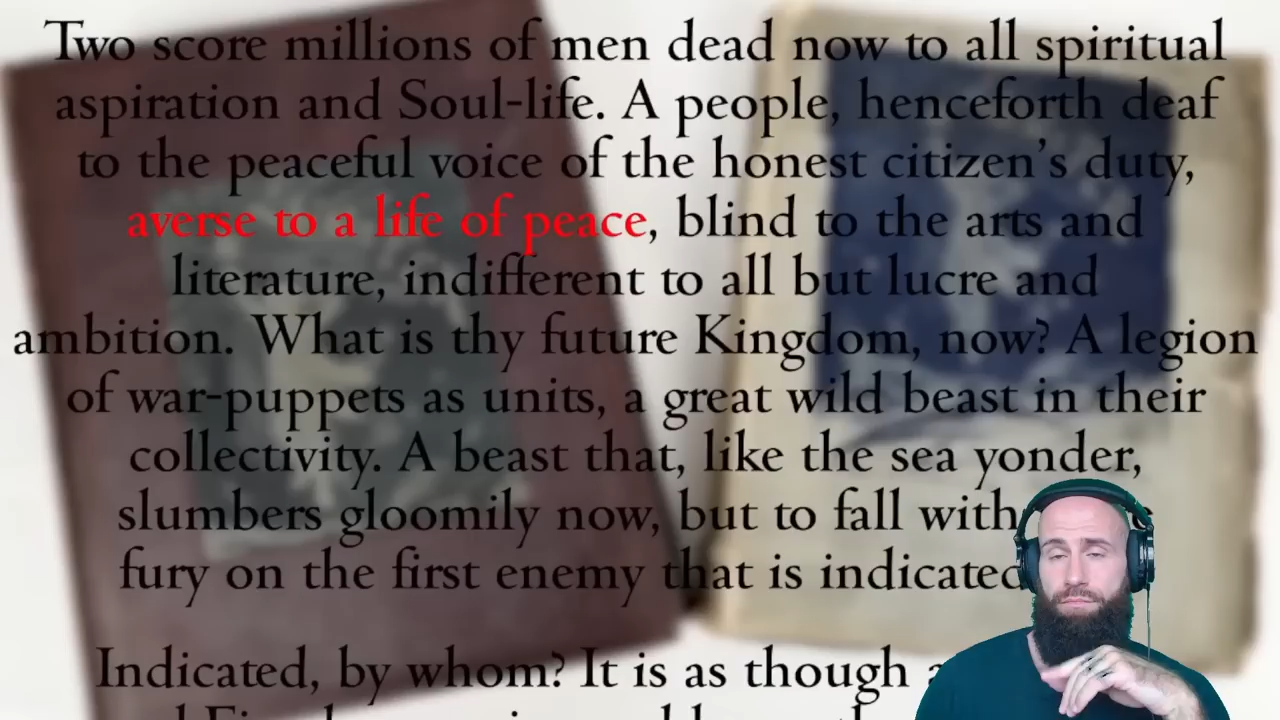 Two score millions of men dead now to all spiritual
aspiration and Soul-life. A people, henceforth deaf
to the peaceful voice of the honest citizen’s duty,
averse to a life of peace, blind to the arts and
literature, indifferent to all but lucre and
ambition. What is thy future Kingdom, now? A legion
of war-puppets as units, a great wild beast in their
collectivity. A beast that, like the sea yonder,
slumbers gloomily now, but to fall with
fury on the first enemy that is indicated
Indicated, by whom? It is as though